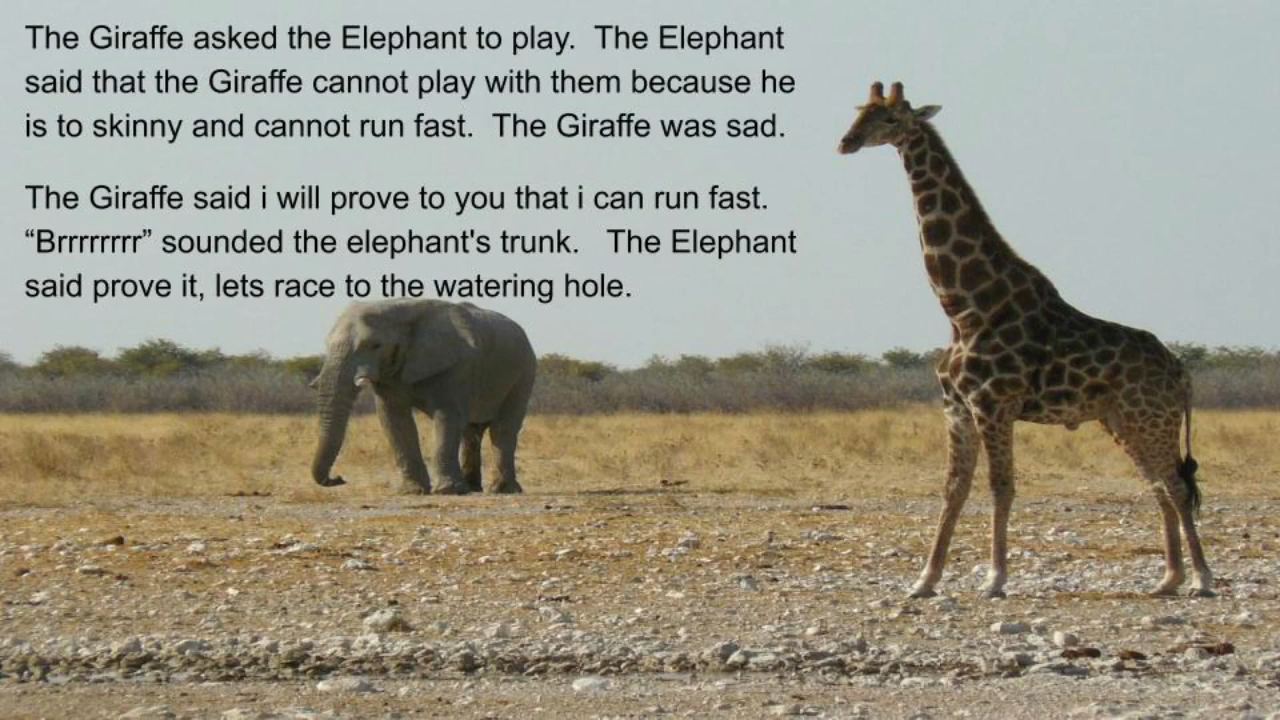 The Giraffe asked the Elephant to play.  The Elephant
said that the Giraffe cannot play with them because he
is to skinny and cannot run fast.  The Giraffe was sad.
The Giraffe said i will prove to you that i can run fast.
“Brrrrrrrr” sounded the elephant's trunk.   The Elephant
said prove it, lets race to the watering hole.